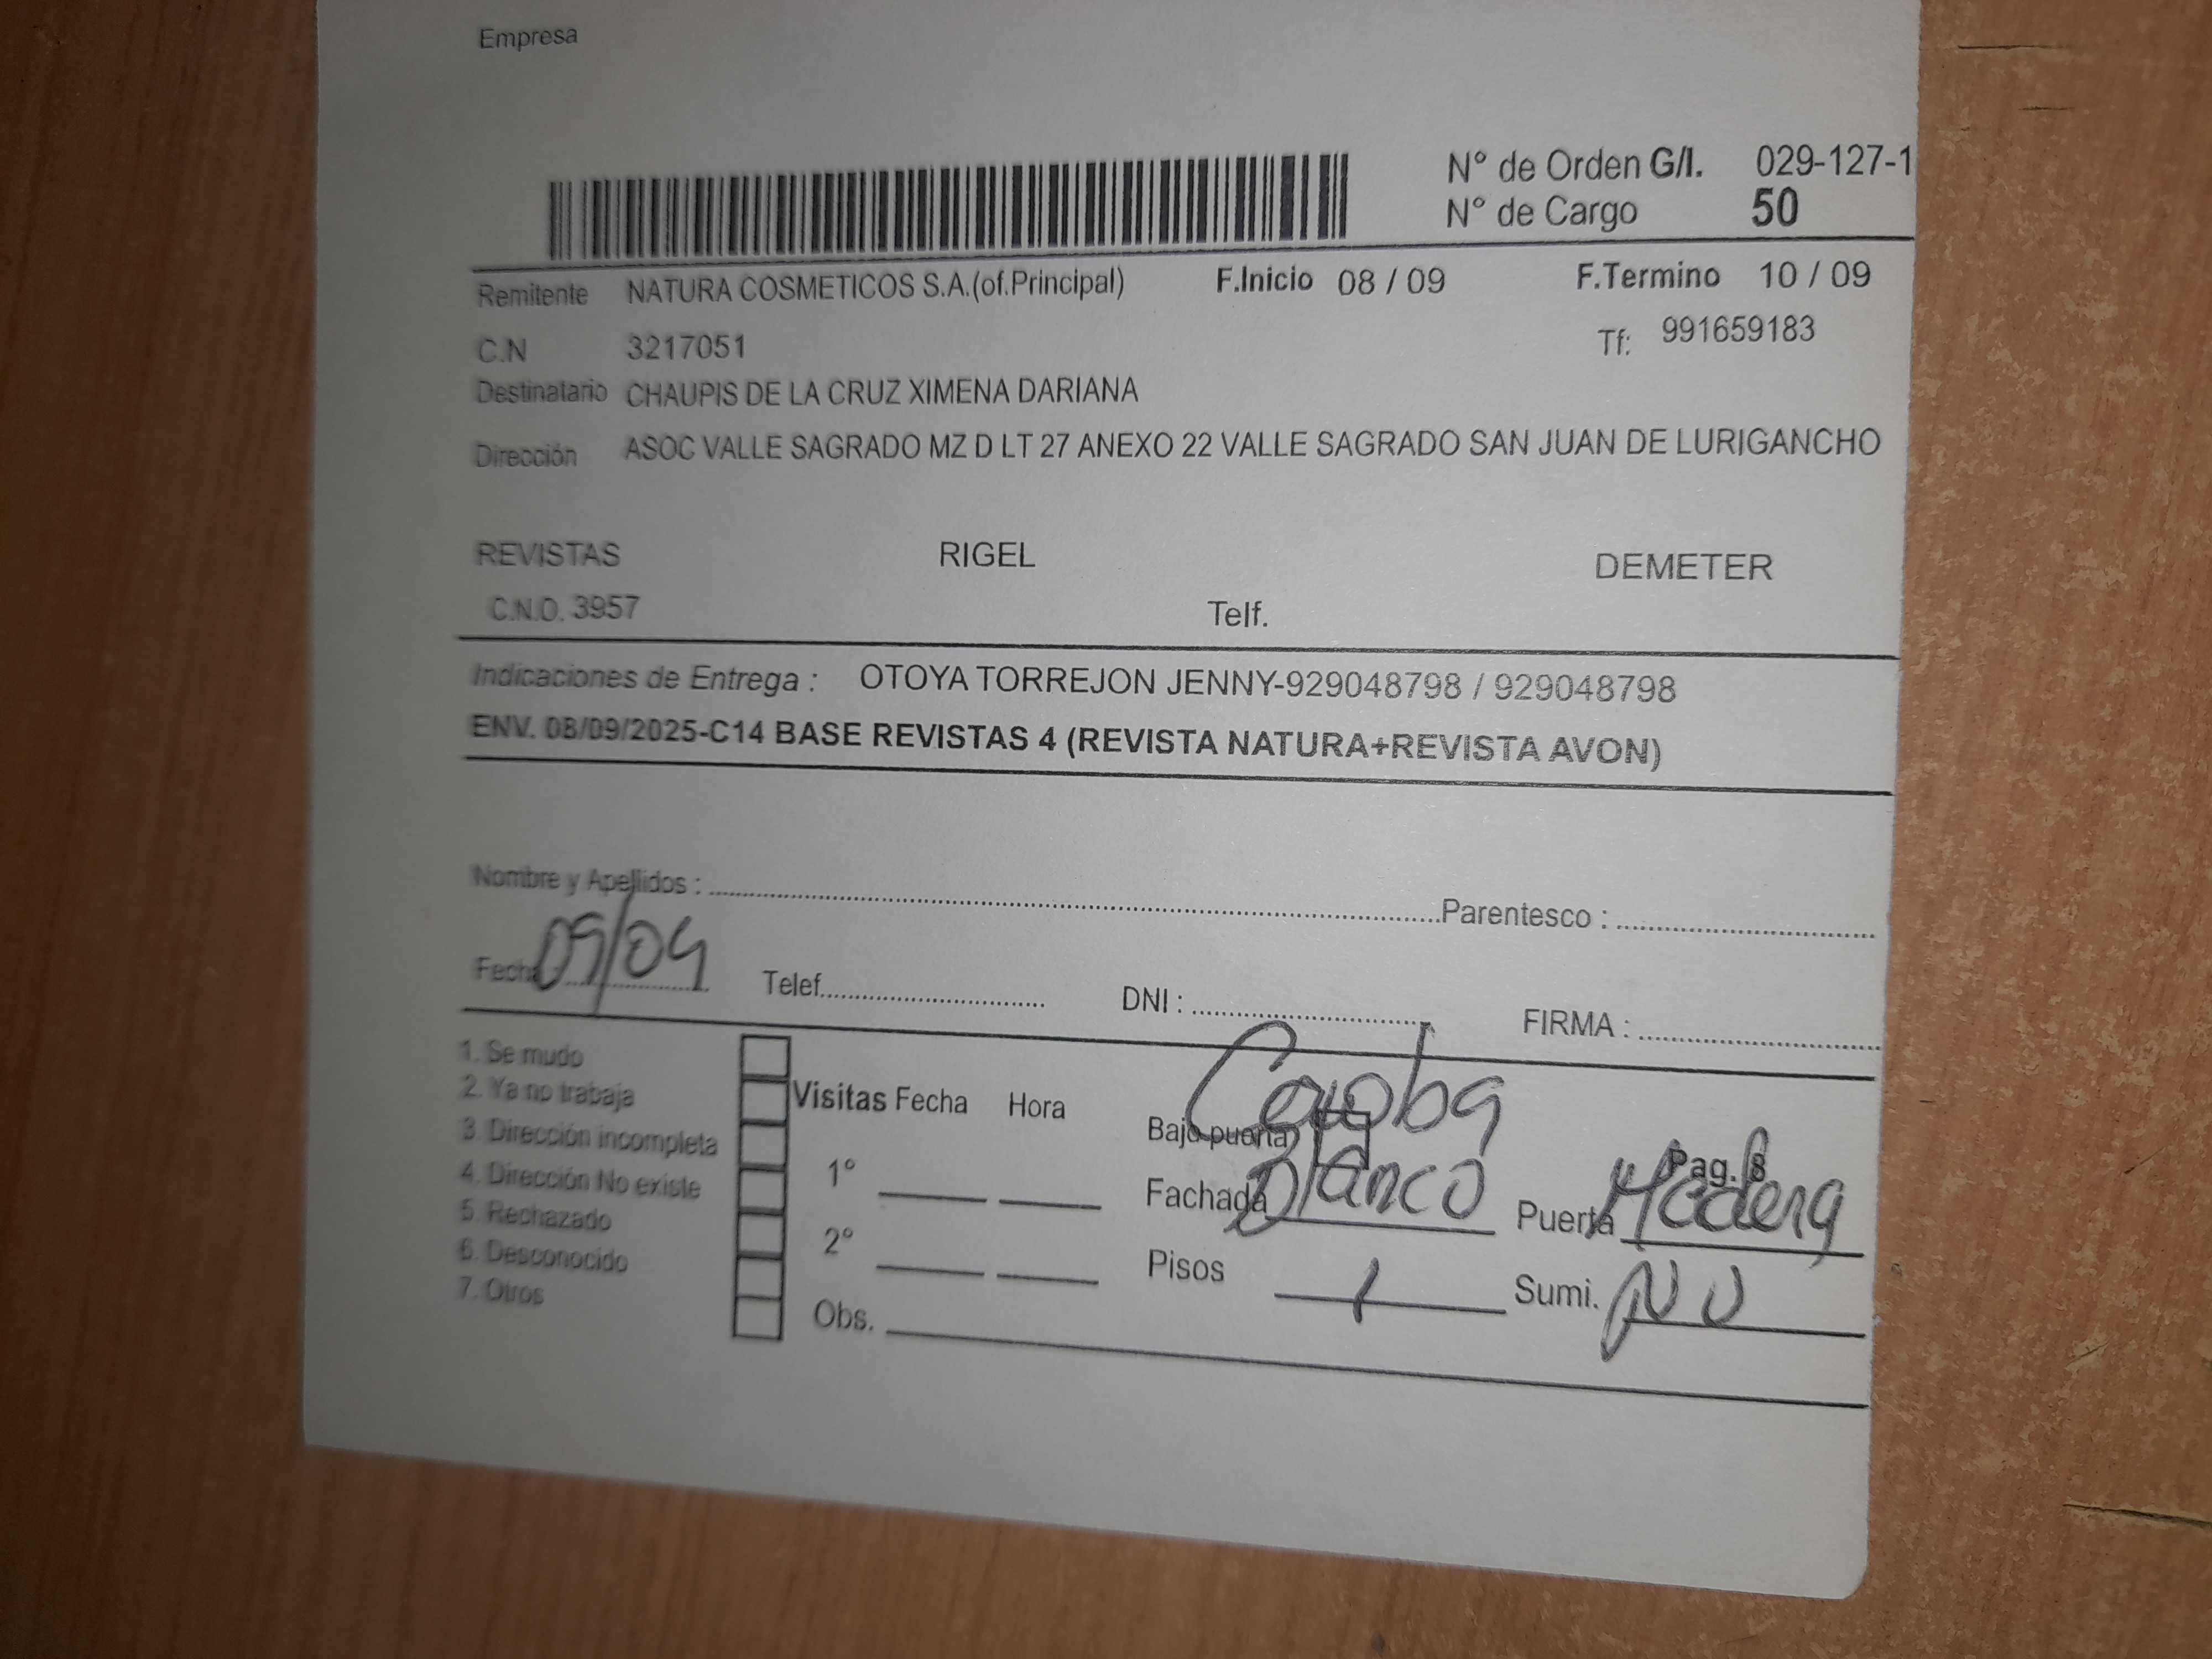 Empresa
N° de Orden G/I. 029-127-1
N° de Cargo 50
Remitente NATURA COSMETICOS S.A.(of.Principal) F.Inicio 08 / 09 F.Termino 10 / 09
C.N 3217051 Tf: 991659183
Destinatario CHAUPIS DE LA CRUZ XIMENA DARIANA
Dirección ASOC VALLE SAGRADO MZ D LT 27 ANEXO 22 VALLE SAGRADO SAN JUAN DE LURIGANCHO
REVISTAS RIGEL DEMETER
C.N.O. 3957 Telf.
Indicaciones de Entrega : OTOYA TORREJON JENNY-929048798 / 929048798
ENV. 08/09/2025-C14 BASE REVISTAS 4 (REVISTA NATURA+REVISTA AVON)
Nombre y Apellidos : Parentesco :
Fecha 09/09 Telef. DNI : FIRMA :
1. Se mudo
2. Ya no trabaja
3. Dirección incompleta
4. Dirección No existe
5. Rechazado
6. Desconocido
7. Otros
Visitas Fecha Hora
1°
2°
Obs.
Bajo puerta
Pag. 8
Fachada Blanco Puerta Madera
Pisos 1 Sumi. NO